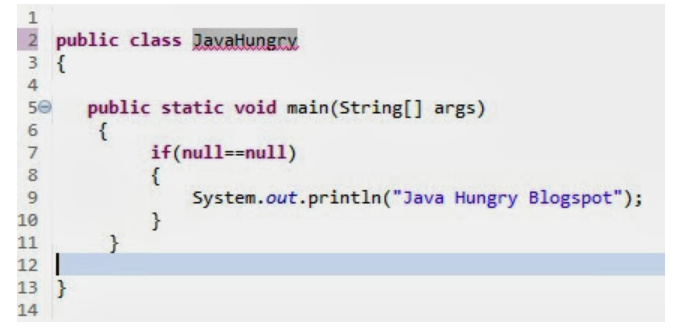 1
2 public class JavaHungry
3 {
4
5 public static void main(String[] args)
6 {
7 if(null==null)
8 {
9 System.out.println("Java Hungry Blogspot");
10 }
11 }
12
13 }
14